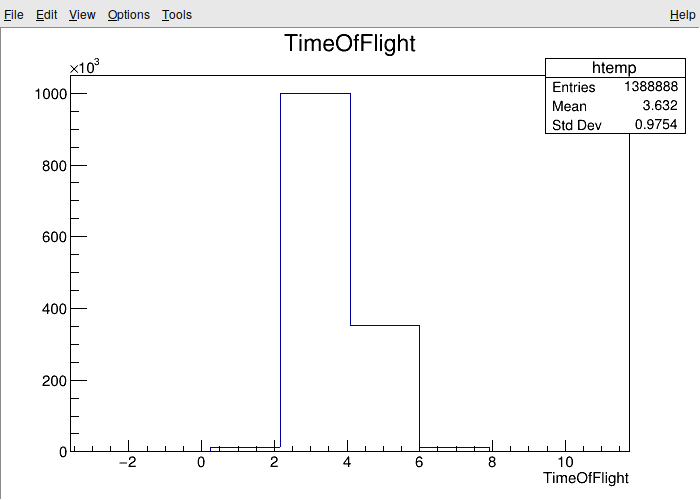 File Edit View Options Tools Help
TimeOfFlight
×10³
htemp
Entries 1388888
Mean 3.632
Std Dev 0.9754
1000
800
600
400
200
0
−2 0 2 4 6 8 10
TimeOfFlight